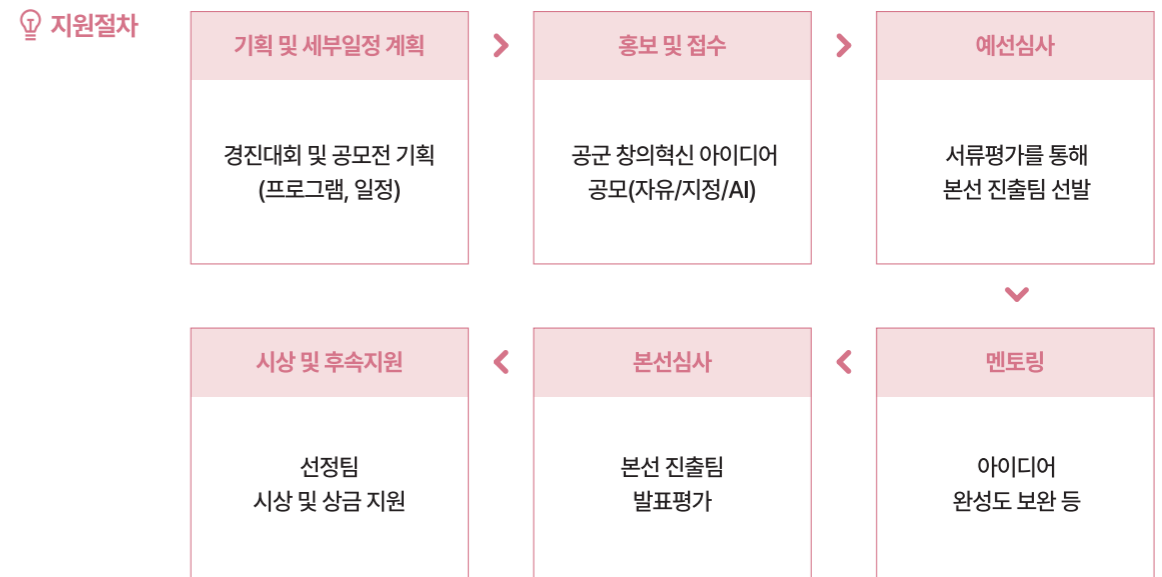 지원절차
기획 및 세부일정 계획
경진대회 및 공모전 기획
(프로그램, 일정)
홍보 및 접수
공군 창의혁신 아이디어
공모(자유/지정/AI)
예선심사
서류평가를 통해
본선 진출팀 선발
멘토링
아이디어
완성도 보완 등
본선심사
본선 진출팀
발표평가
시상 및 후속지원
선정팀
시상 및 상금 지원